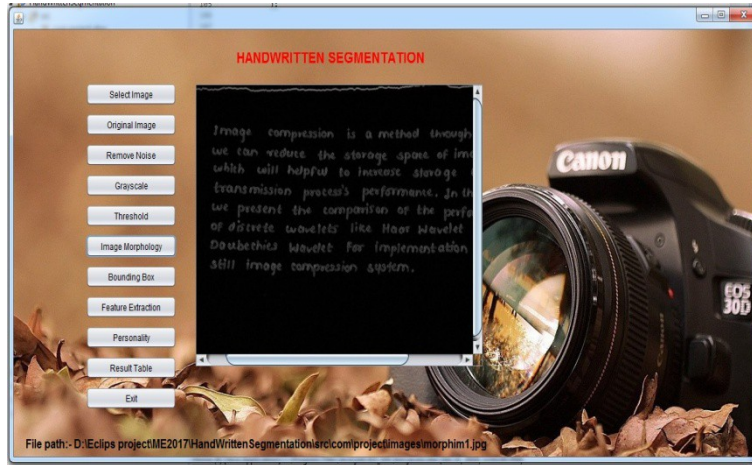 HANDWRITTEN SEGMENTATION
Select Image
Original Image
Remove Noise
Grayscale
Threshold
Image Morphology
Bounding Box
Feature Extraction
Personality
Result Table
Exit
Image compression is a method through
we can reduce the storage space of ima
which will helpful to increase storage
transmission process's performance. In th
we present the comparison of the perfo
of discrete wavelets like Haar Wavelet
Daubethies Wavelet For implementation
still image compression system.
Canon
EOS
30D
File path:- D:\Eclips project\ME2017\HandWrittenSegmentation\src\com\project\images\morphim1.jpg